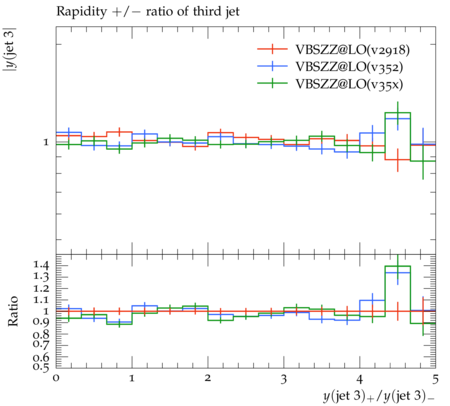 Rapidity +/− ratio of third jet
|y(jet 3)|
VBSZZ@LO(v2918)
VBSZZ@LO(v352)
VBSZZ@LO(v35x)
1
Ratio
1.4
1.3
1.2
1.1
1
0.9
0.8
0.7
0.6
0.5
0 1 2 3 4 5
y(jet 3)+/y(jet 3)−